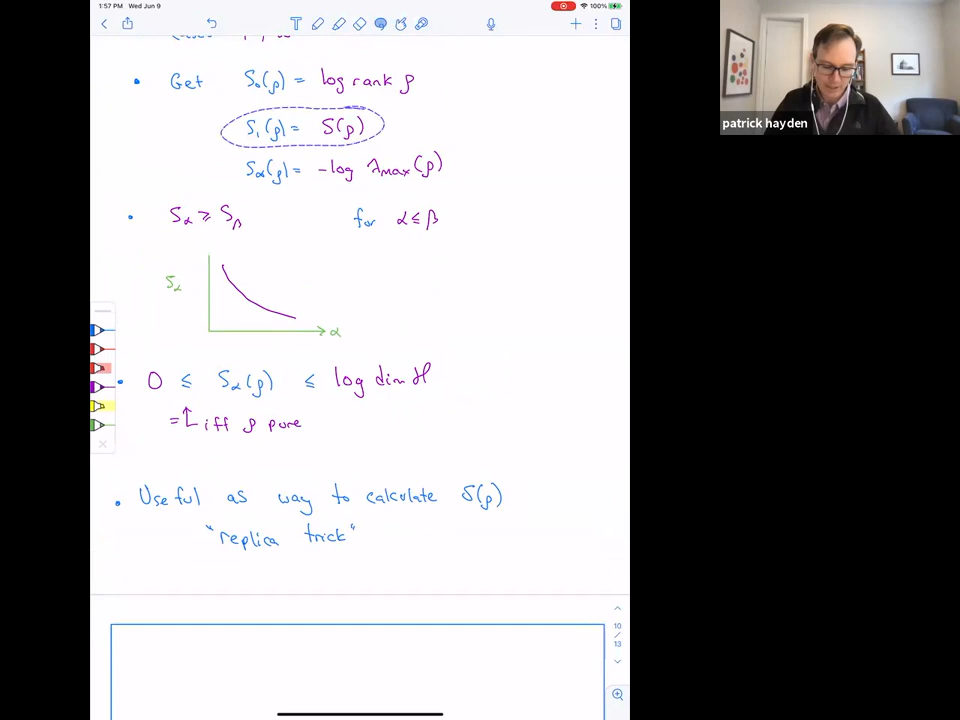 1:57 PM Wed Jun 9
100%
• Get S₀(ρ) = log rank ρ
S₁(ρ) = S(ρ)
S∞(ρ) = -log λmax(ρ)
• Sα ≥ Sβ for α ≤ β
Sα
α
• 0 ≤ Sα(ρ) ≤ log dim H
= iff ρ pure
• Useful as way to calculate S(ρ)
"replica trick"
10
/
13
patrick hayden